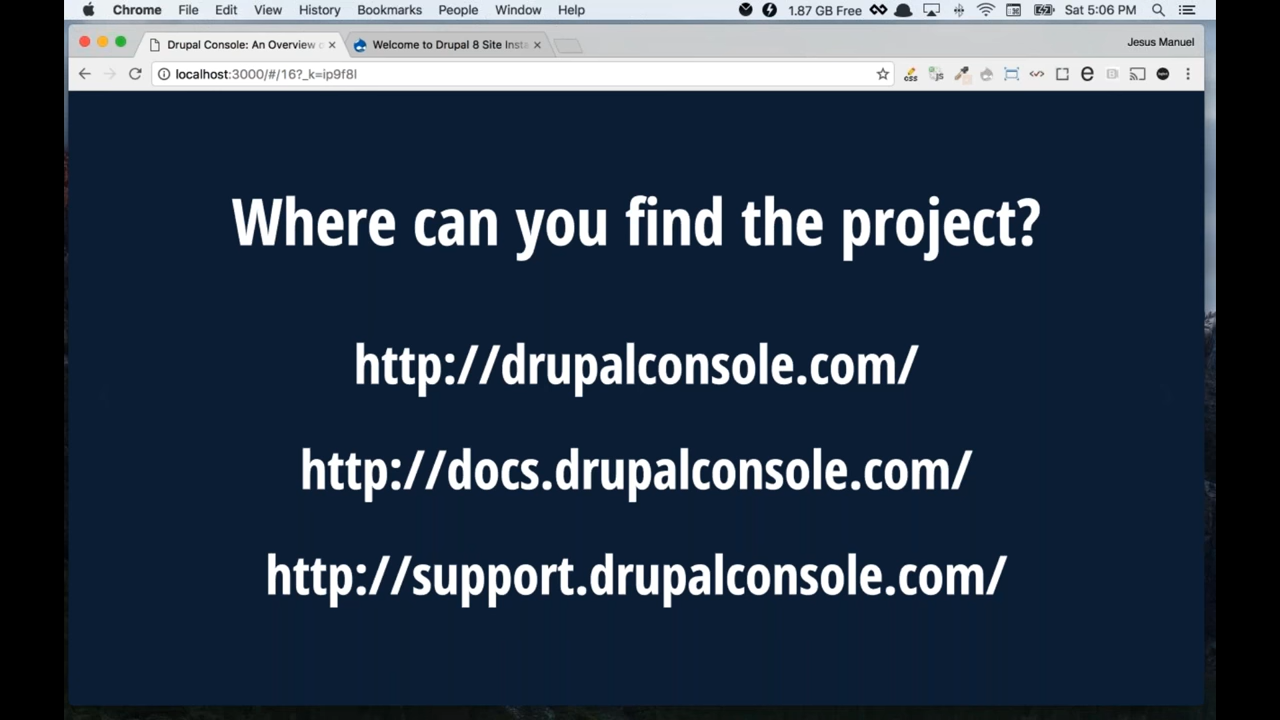 Chrome File Edit View History Bookmarks People Window Help 1.87 GB Free Sat 5:06 PM
Drupal Console: An Overview Welcome to Drupal 8 Site Insta Jesus Manuel
localhost:3000/#/16?_k=ip9f8l
css js
Where can you find the project?
http://drupalconsole.com/
http://docs.drupalconsole.com/
http://support.drupalconsole.com/